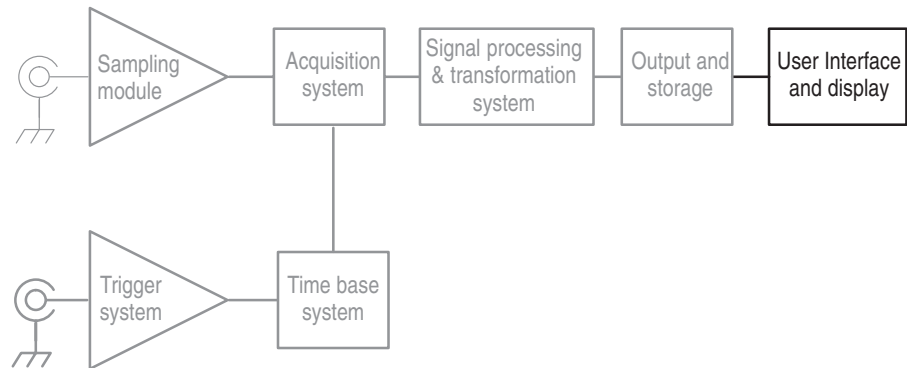 Sampling
module
Acquisition
system
Signal processing
& transformation
system
Output and
storage
User Interface
and display
Trigger
system
Time base
system